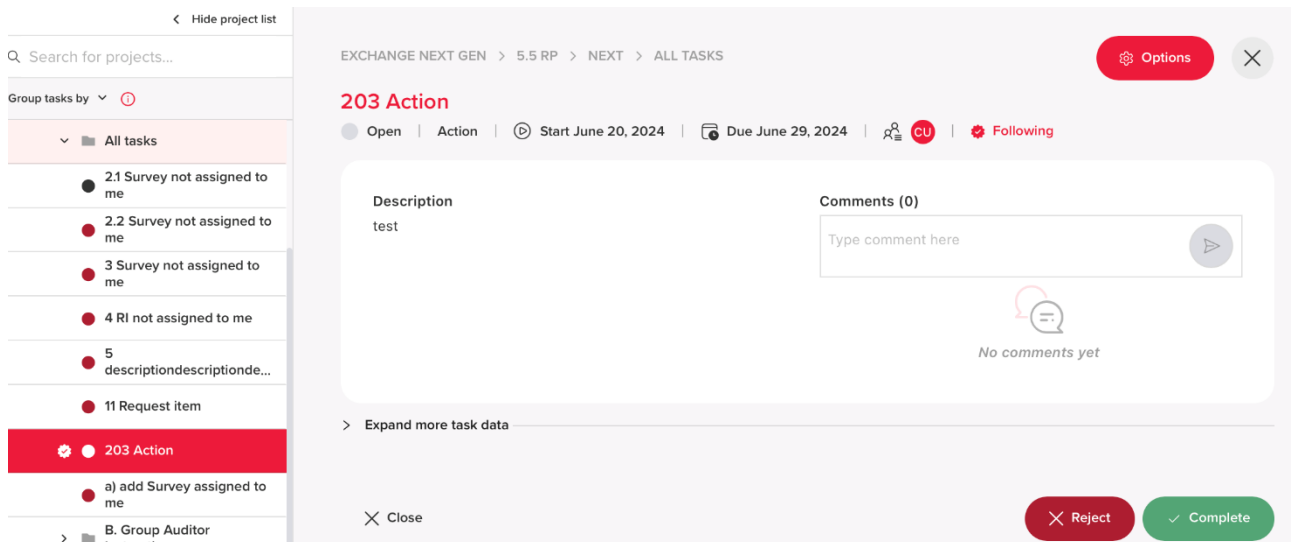 Hide project list
Search for projects...
Group tasks by
All tasks
2.1 Survey not assigned to
me
2.2 Survey not assigned to
me
3 Survey not assigned to
me
4 RI not assigned to me
5
descriptiondescriptionde...
11 Request item
203 Action
a) add Survey assigned to
me
B. Group Auditor
EXCHANGE NEXT GEN > 5.5 RP > NEXT > ALL TASKS
Options
203 Action
Open | Action | Start June 20, 2024 | Due June 29, 2024 | CU | Following
Description
test
Comments (0)
Type comment here
No comments yet
Expand more task data
Close
Reject
Complete